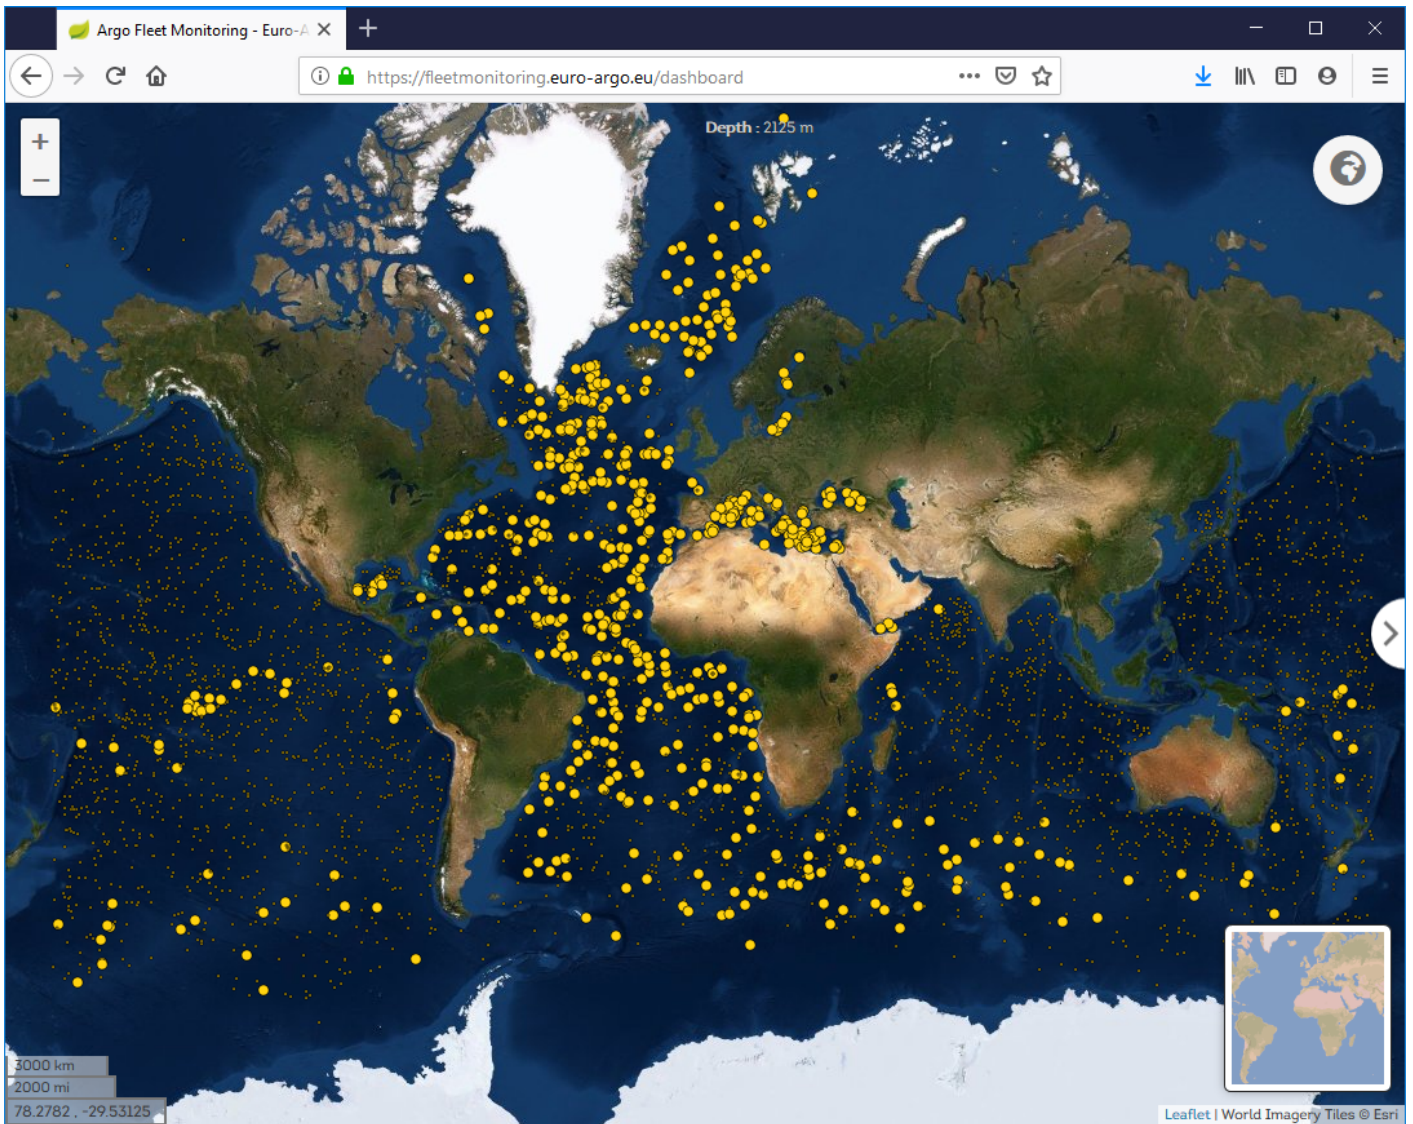 Argo Fleet Monitoring - Euro-A
https://fleetmonitoring.euro-argo.eu/dashboard
Depth : 2125 m
+
−
3000 km
2000 mi
78.2782 , -29.53125
Leaflet | World Imagery Tiles © Esri